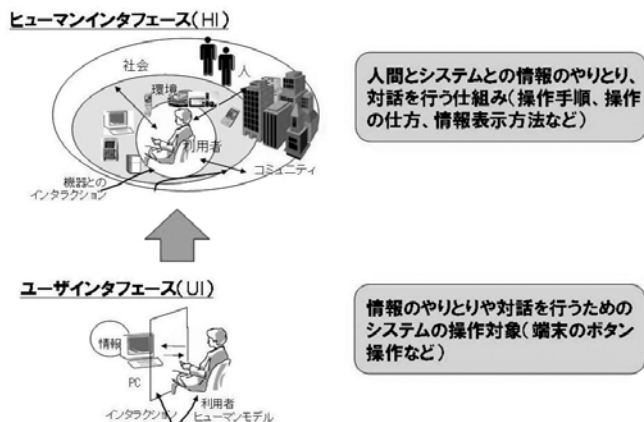 ヒューマンインタフェース(HI)
社会
人
環境
利用者
コミュニティ
機器との
インタラクション
人間とシステムとの情報のやりとり、
対話を行う仕組み(操作手順、操作
の仕方、情報表示方法など)
ユーザインタフェース(UI)
情報
PC
インタラクション
利用者
ヒューマンモデル
情報のやりとりや対話を行うための
システムの操作対象(端末のボタン
操作など)